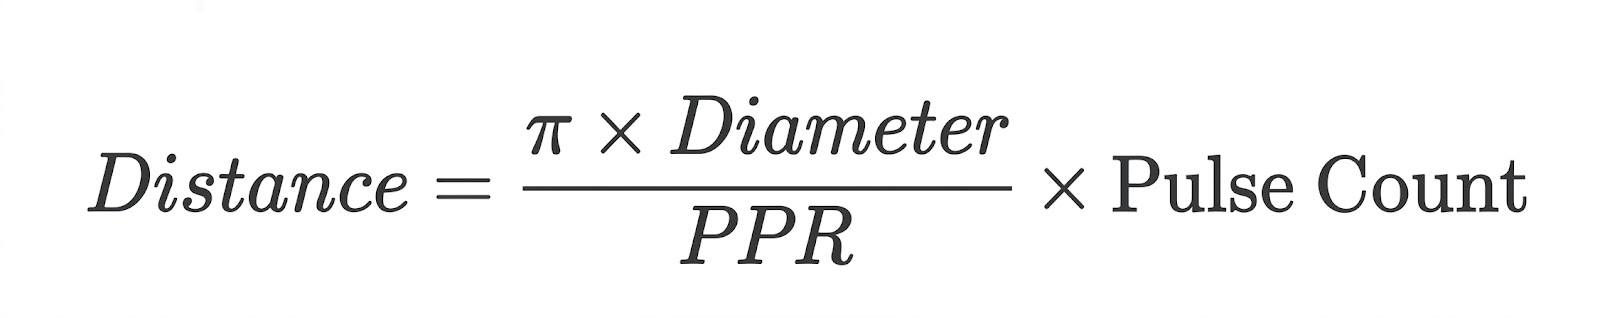 Distance = π × Diameter / PPR × Pulse Count